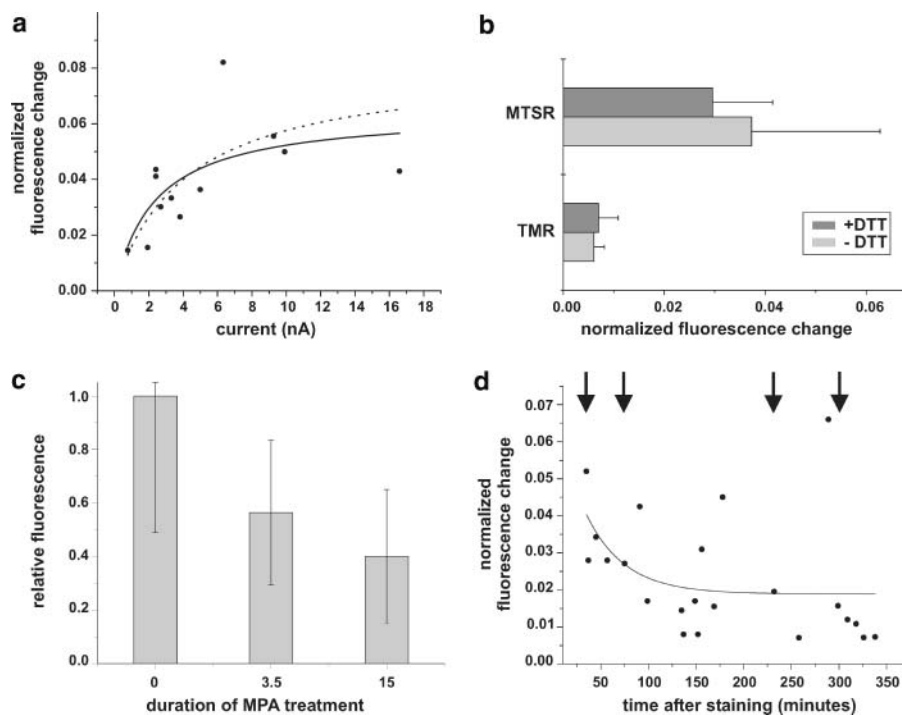 a
normalized
fluorescence change
0.08
0.06
0.04
0.02
0.00
0 2 4 6 8 10 12 14 16 18
current (nA)
b
MTSR
TMR
+DTT
- DTT
0.00 0.02 0.04 0.06
normalized fluorescence change
c
relative fluorescence
1.0
0.8
0.6
0.4
0.2
0.0
0 3.5 15
duration of MPA treatment
d
normalized
fluorescence change
0.07
0.06
0.05
0.04
0.03
0.02
0.01
0.00
50 100 150 200 250 300 350
time after staining (minutes)